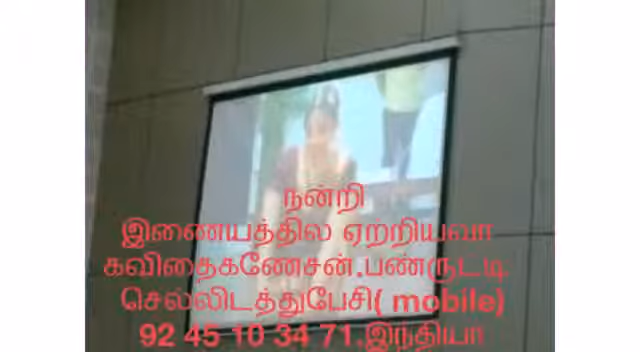 நன்றி
இணையத்தில ஏற்றியவா
கவிதைகணேசன்.பண்ருட்டி
செல்லிடத்துபேசி( mobile)
92 45 10 34 71.இந்தியா